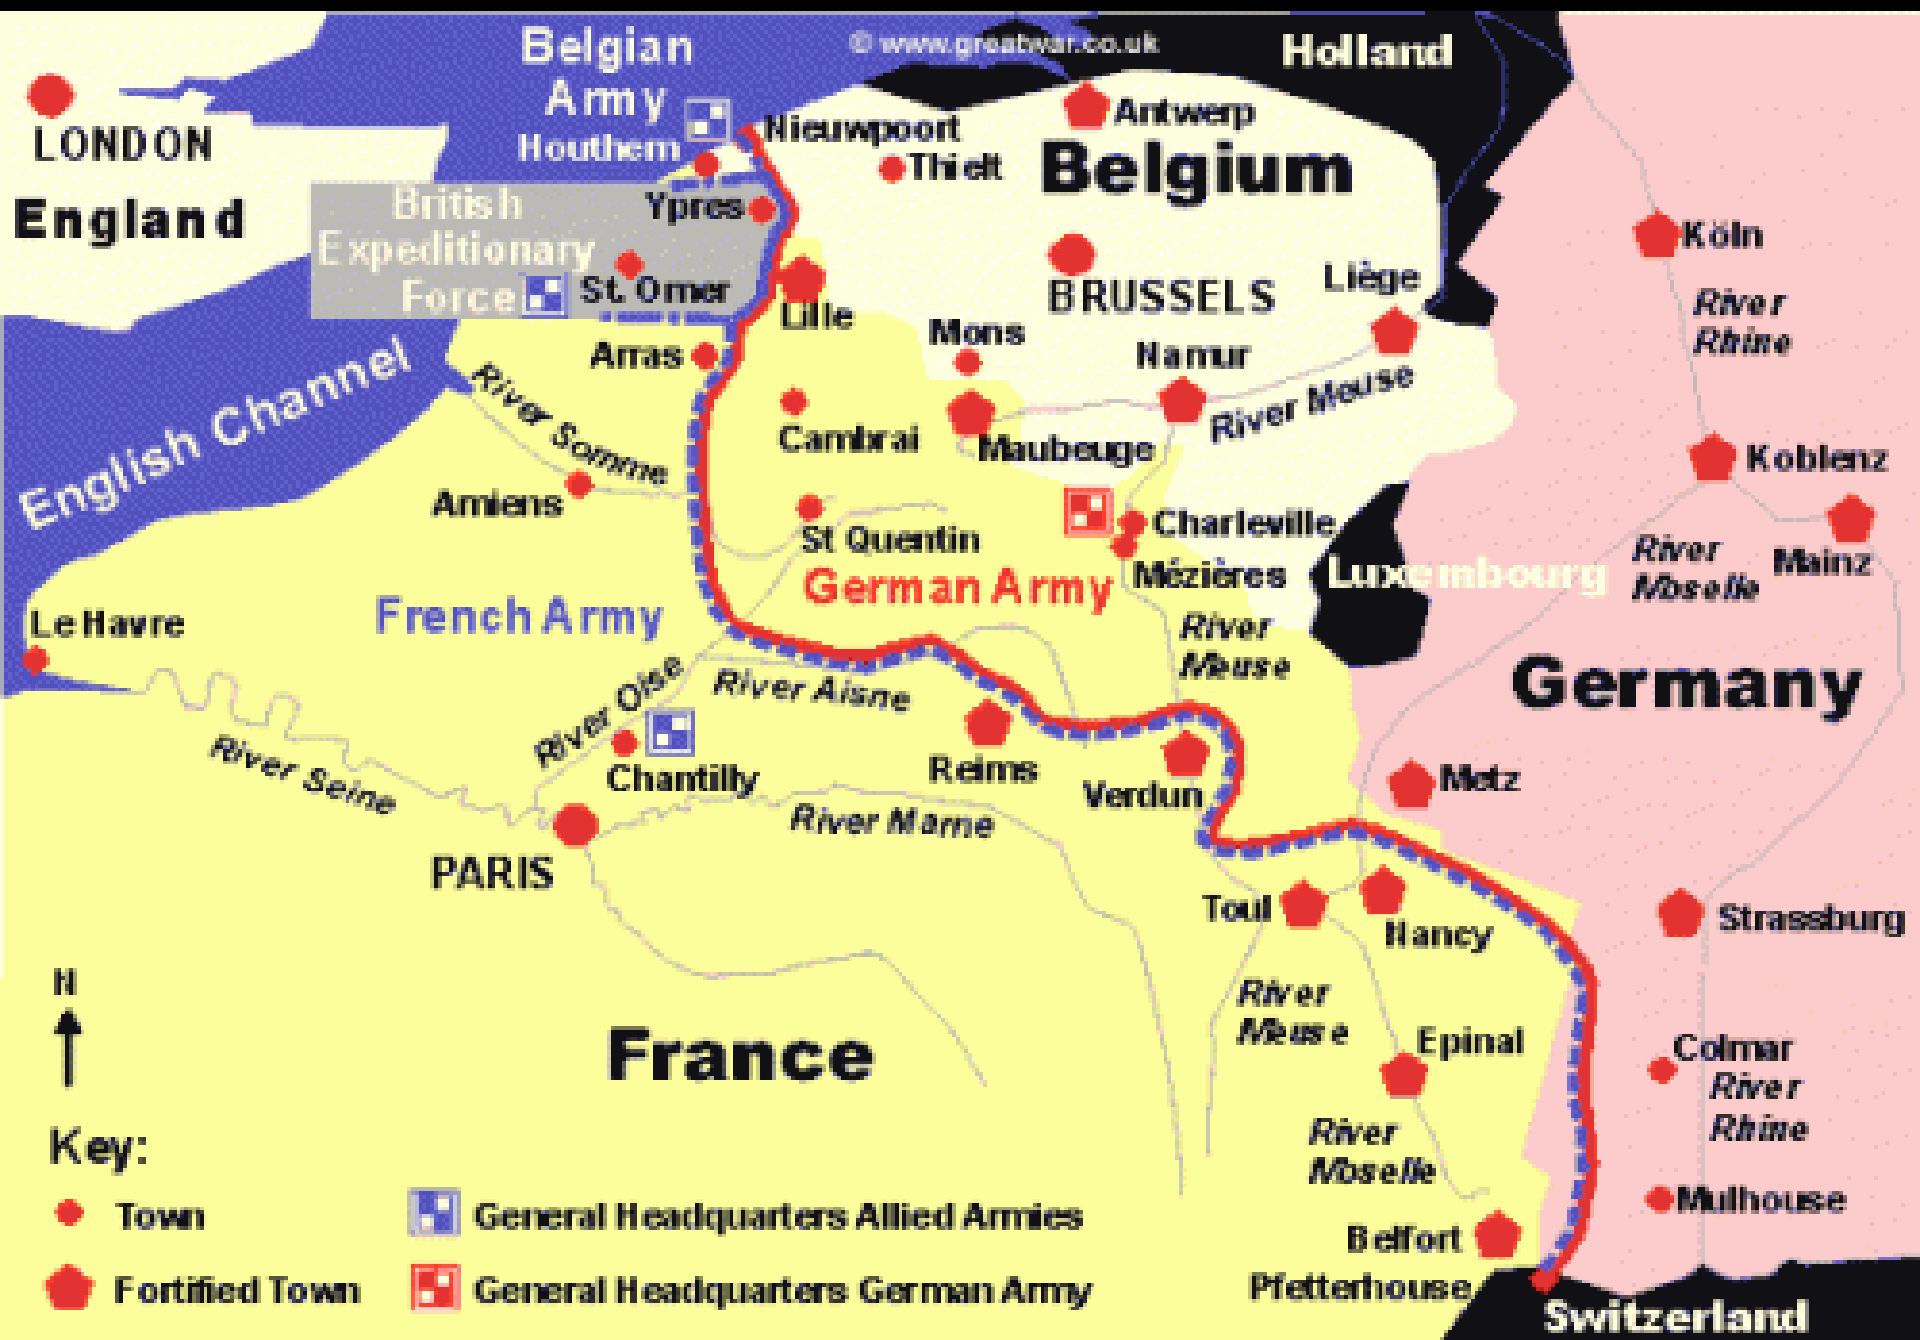 © www.greatwar.co.uk
Holland
Belgian
Army
Houthem
Nieuwpoort
Antwerp
LONDON
Thielt
Belgium
England
British
Expeditionary
Force
Ypres
St. Omer
Köln
BRUSSELS
Liège
River
Rhine
Lille
Mons
Namur
Arras
English Channel
River Somme
River Meuse
Cambrai
Maubeuge
Koblenz
Amiens
St Quentin
Charleville
Mézières
Luxembourg
River
Moselle
Mainz
German Army
French Army
Le Havre
River
Meuse
Germany
River Oise
River Aisne
River Seine
Chantilly
Reims
Verdun
Metz
River Marne
PARIS
Toul
Nancy
Strassburg
N
River
Meuse
France
Epinal
Colmar
River
Rhine
River
Moselle
Key:
Town
General Headquarters Allied Armies
Mulhouse
Belfort
Fortified Town
General Headquarters German Army
Pfetterhouse
Switzerland